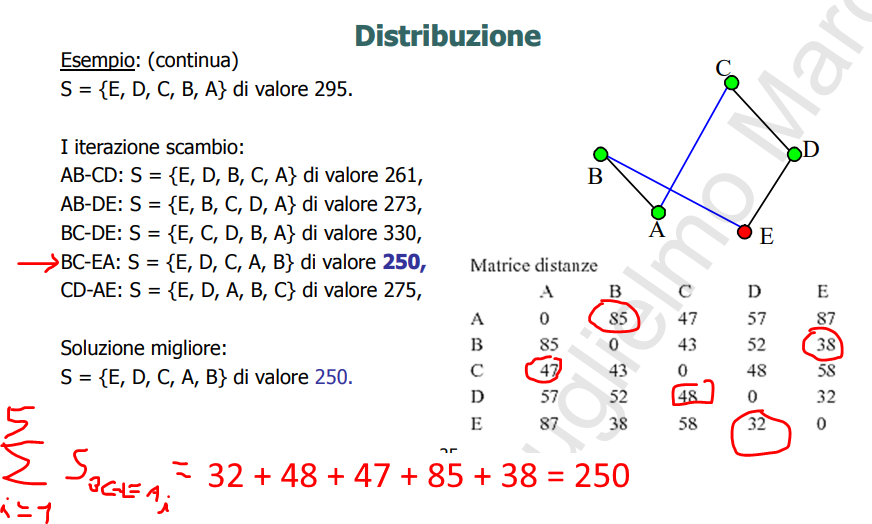 Distribuzione
Esempio: (continua)
S = {E, D, C, B, A} di valore 295.
I iterazione scambio:
AB-CD: S = {E, D, B, C, A} di valore 261,
AB-DE: S = {E, B, C, D, A} di valore 273,
BC-DE: S = {E, C, D, B, A} di valore 330,
BC-EA: S = {E, D, C, A, B} di valore 250,
CD-AE: S = {E, D, A, B, C} di valore 275,
Soluzione migliore:
S = {E, D, C, A, B} di valore 250.
C
D
B
A
E
Matrice distanze
A B C D E
A 0 85 47 57 87
B 85 0 43 52 38
C 47 43 0 48 58
D 57 52 48 0 32
E 87 38 58 32 0
5
∑ S BC-EA i = 32 + 48 + 47 + 85 + 38 = 250
i=1
uglielmo Marc